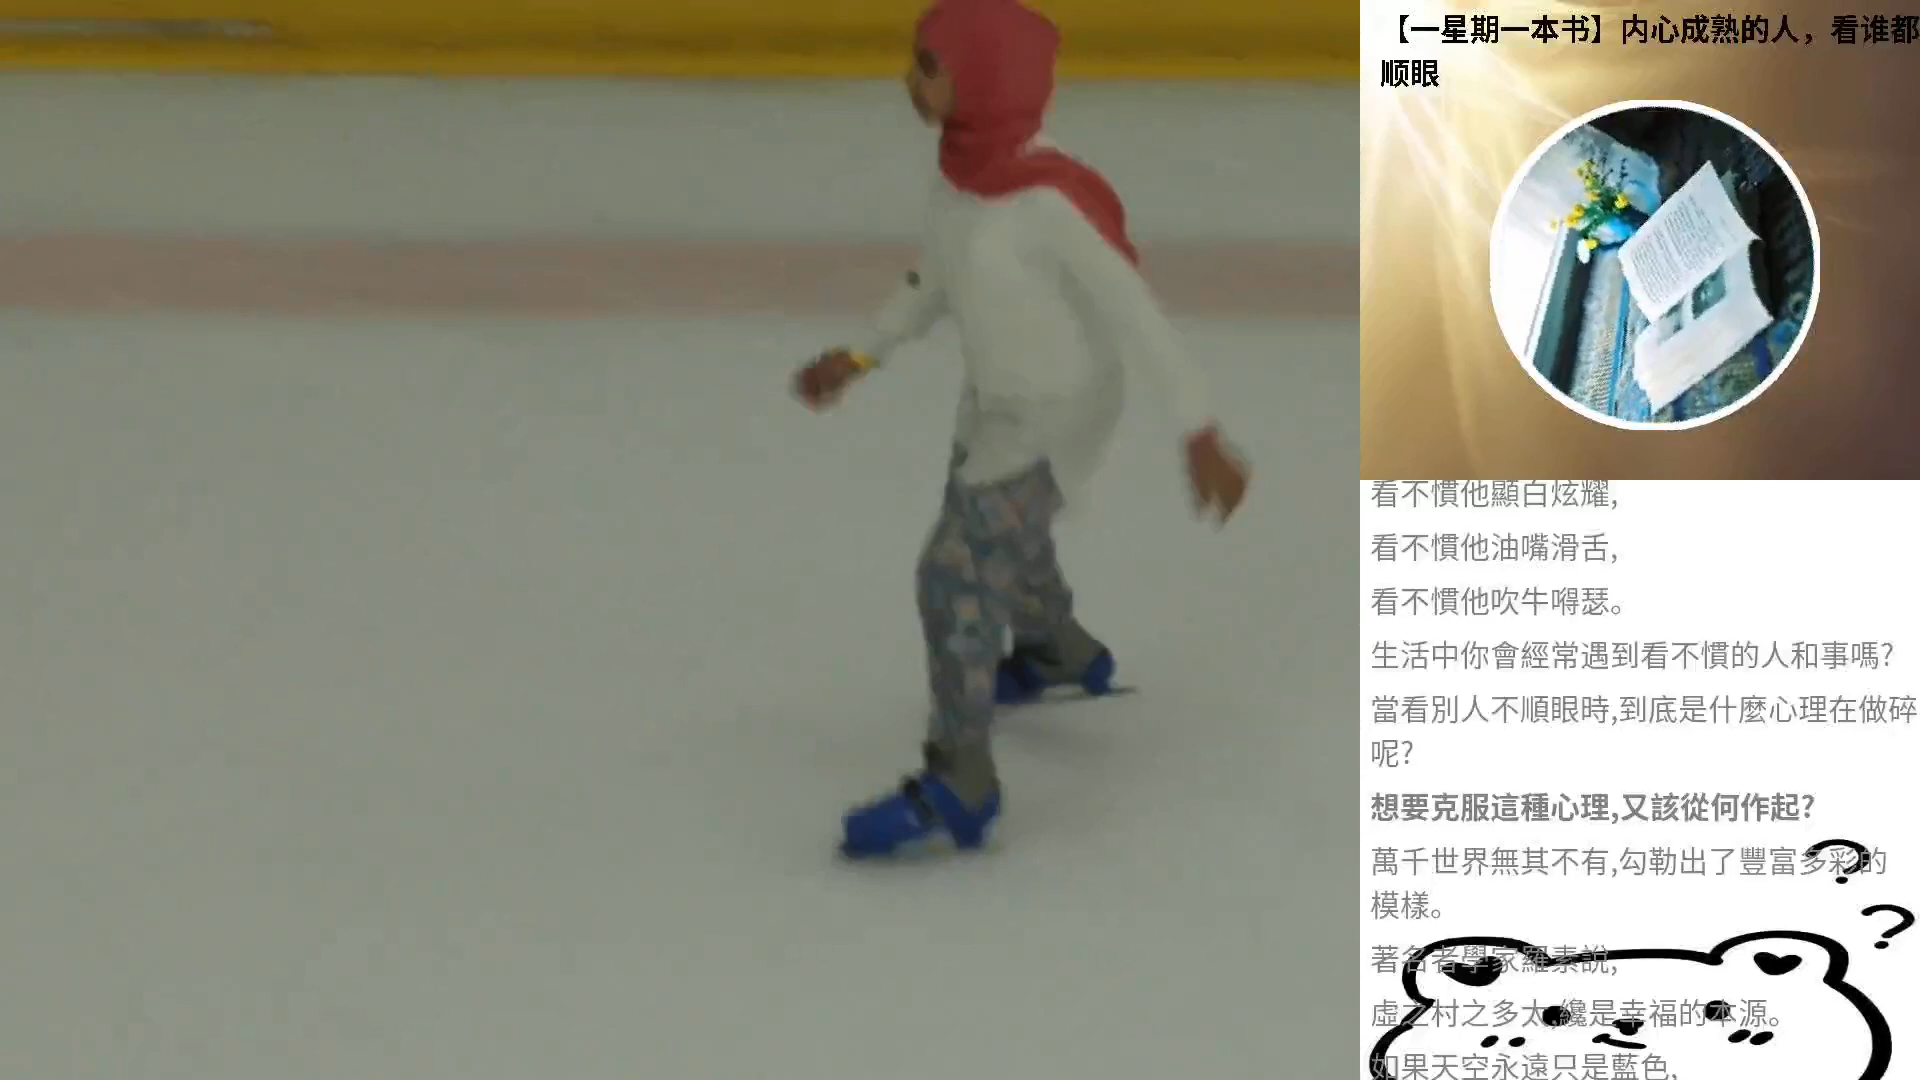 【一星期一本书】内心成熟的人，看谁都
顺眼
看不慣他顯白炫耀,
看不慣他油嘴滑舌,
看不慣他吹牛嘚瑟。
生活中你會經常遇到看不慣的人和事嗎?
當看別人不順眼時,到底是什麼心理在做碎
呢?
想要克服這種心理,又該從何作起?
萬千世界無其不有,勾勒出了豐富多彩的
模樣。
著名者學家羅素說,
虛之村之多太,纔是幸福的本源。
如果天空永遠只是藍色,